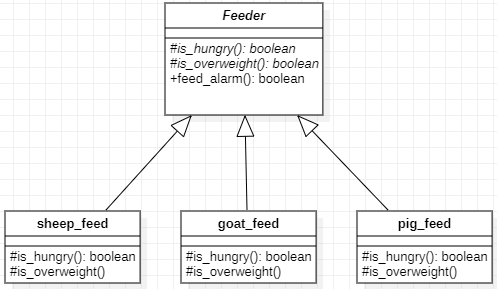 Feeder
#is_hungry(): boolean
#is_overweight(): boolean
+feed_alarm(): boolean
sheep_feed
#is_hungry(): boolean
#is_overweight()
goat_feed
#is_hungry(): boolean
#is_overweight()
pig_feed
#is_hungry(): boolean
#is_overweight()